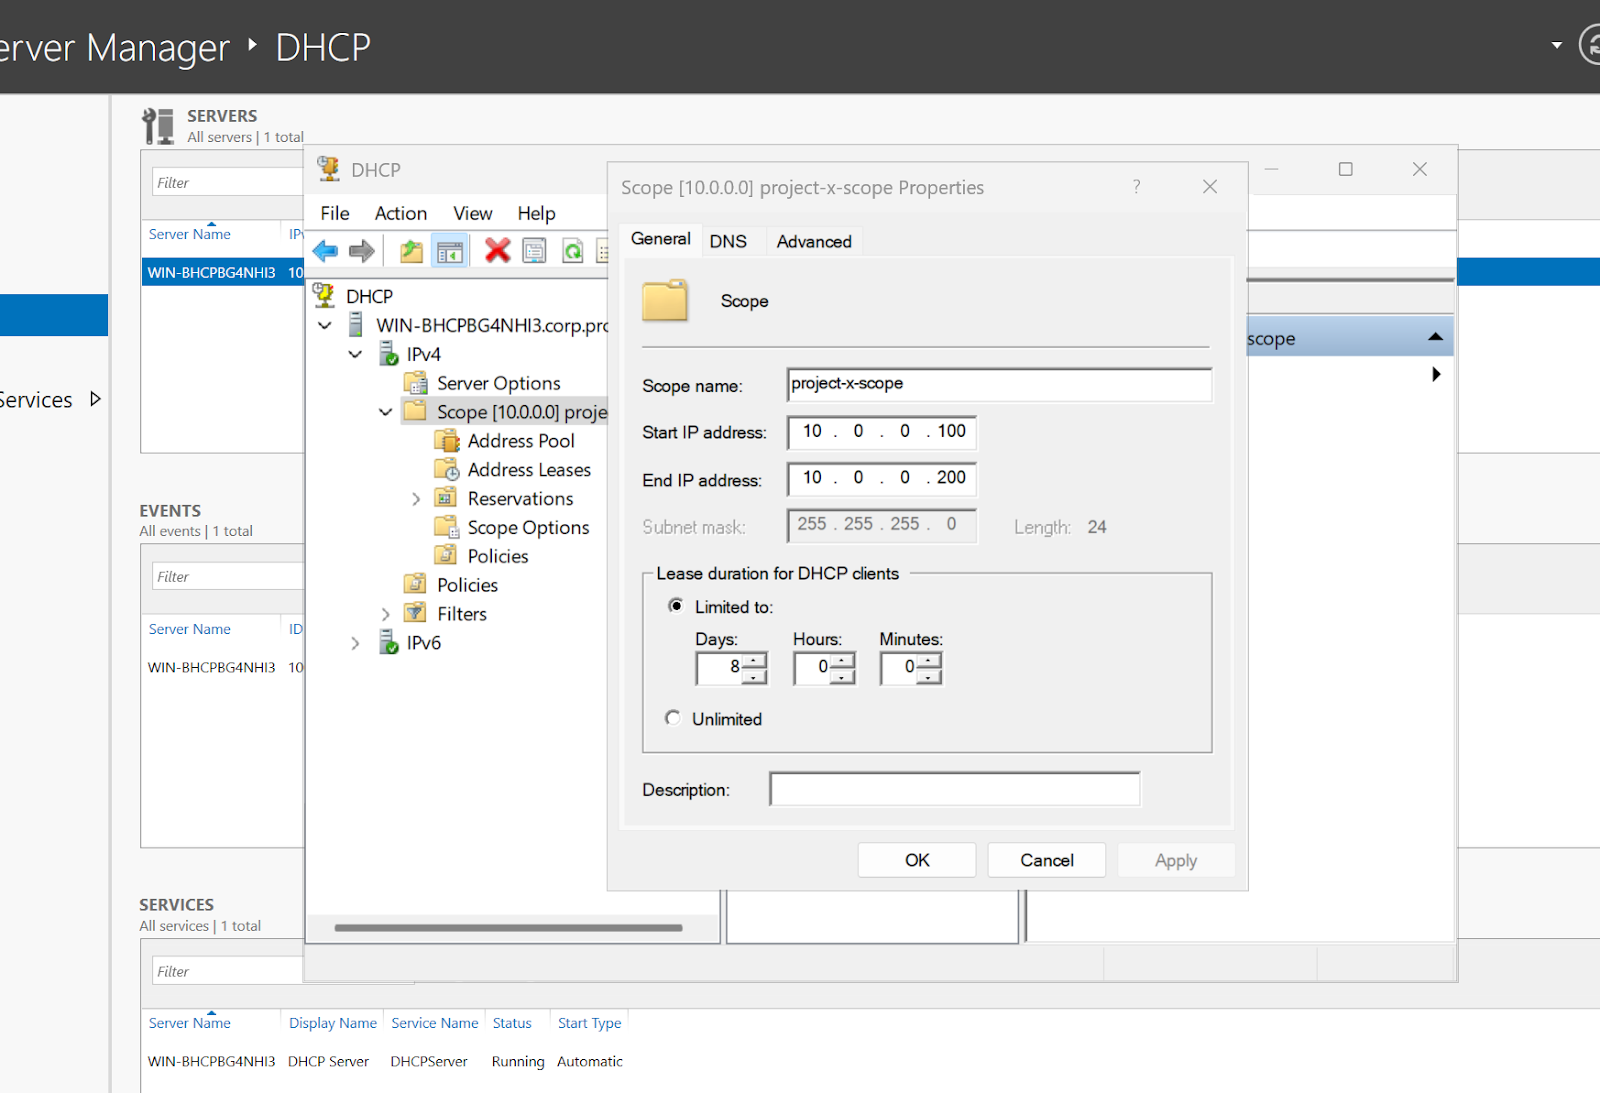 erver Manager ‣ DHCP
SERVERS
All servers | 1 total
Filter
Server Name IPv
WIN-BHCPBG4NHI3 10
Services
EVENTS
All events | 1 total
Filter
Server Name ID
WIN-BHCPBG4NHI3 10
SERVICES
All services | 1 total
Filter
Server Name Display Name Service Name Status Start Type
WIN-BHCPBG4NHI3 DHCP Server DHCPServer Running Automatic
DHCP
File Action View Help
DHCP
WIN-BHCPBG4NHI3.corp.prc
IPv4
Server Options
Scope [10.0.0.0] proje
Address Pool
Address Leases
Reservations
Scope Options
Policies
Policies
Filters
IPv6
scope
Scope [10.0.0.0] project-x-scope Properties ?
General DNS Advanced
Scope
Scope name: project-x-scope
Start IP address: 10 . 0 . 0 . 100
End IP address: 10 . 0 . 0 . 200
Subnet mask: 255 . 255 . 255 . 0 Length: 24
Lease duration for DHCP clients
Limited to:
Days: Hours: Minutes:
8 0 0
Unlimited
Description:
OK Cancel Apply